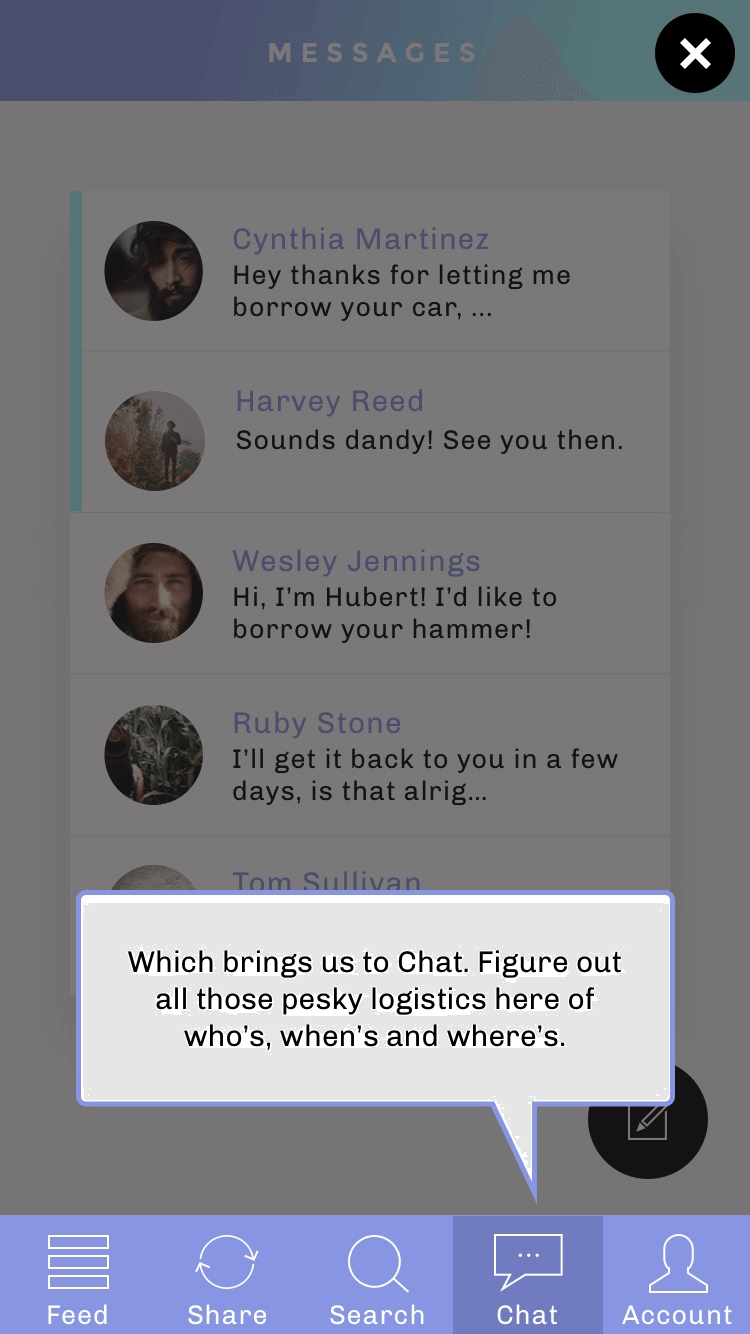 MESSAGES
Cynthia Martinez
Hey thanks for letting me
borrow your car, ...
Harvey Reed
Sounds dandy! See you then.
Wesley Jennings
Hi, I’m Hubert! I’d like to
borrow your hammer!
Ruby Stone
I’ll get it back to you in a few
days, is that alrig...
Tom Sullivan
Which brings us to Chat. Figure out
all those pesky logistics here of
who’s, when’s and where’s.
Feed Share Search Chat Account